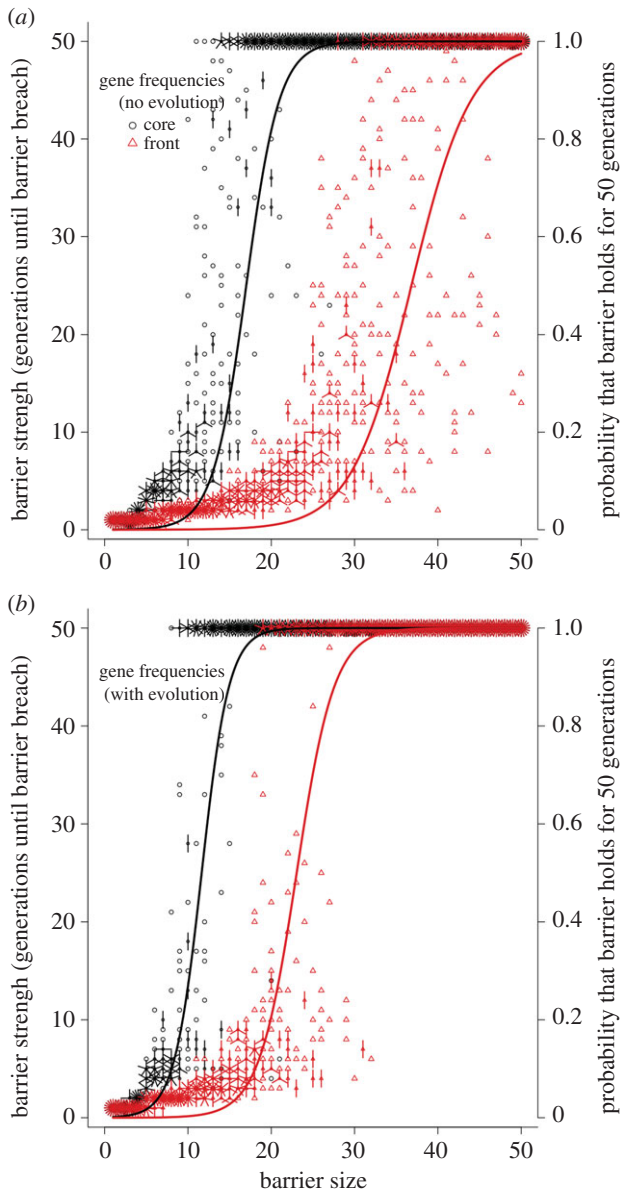 (a)
50
40
30
20
10
0
barrier strengh (generations until barrier breach)
gene frequencies
(no evolution)
core
front
1.0
0.8
0.6
0.4
0.2
0
probability that barrier holds for 50 generations
0
10
20
30
40
50
(b)
50
40
30
20
10
0
barrier strengh (generations until barrier breach)
gene frequencies
(with evolution)
1.0
0.8
0.6
0.4
0.2
0
probability that barrier holds for 50 generations
0
10
20
30
40
50
barrier size